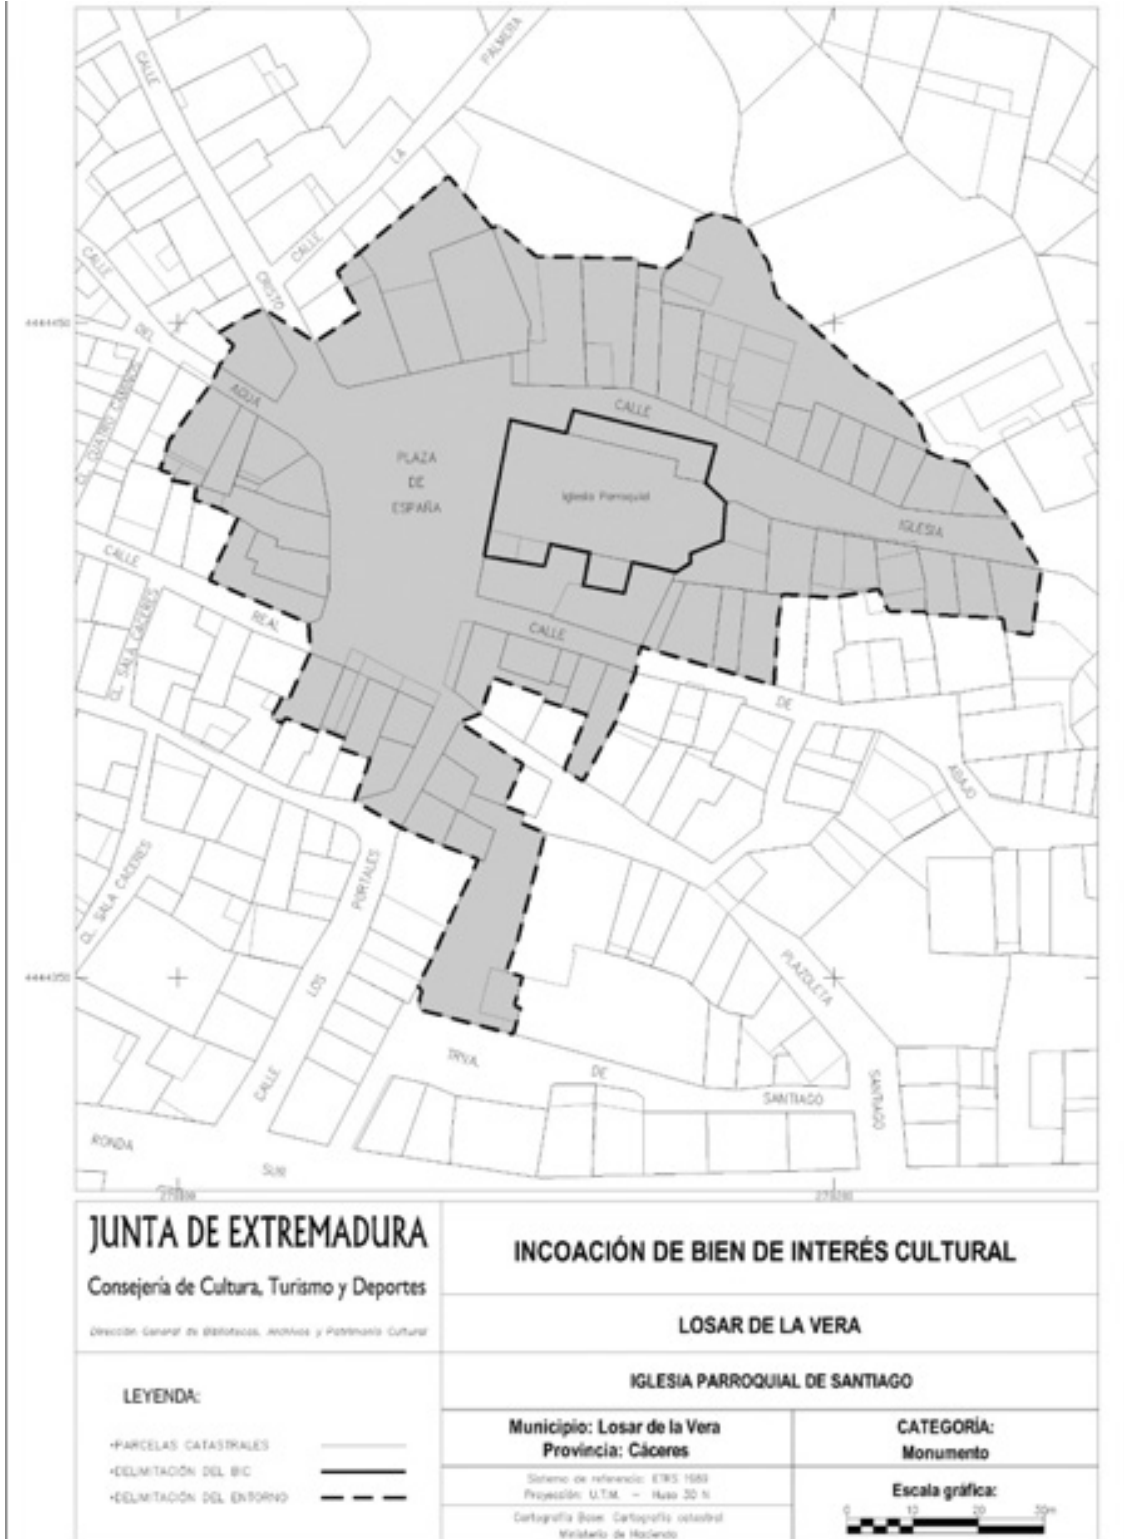 CALLE
PALMERA
LA
CALLE
CRISTO
CALLE
DEL
AGUA
4444450
CL CUATRO CAMINOS
PLAZA
DE
ESPAÑA
CALLE
Iglesia Parroquial
IGLESIA
CALLE
REAL
CL SALA CACERES
CALLE
DE
ABAJO
CL SALA CACERES
PORTALES
LOS
CALLE
4444350
PLAZOLETA
SANTIAGO
TRVA.
DE
SANTIAGO
RONDA
SUR
JUNTA DE EXTREMADURA
Consejería de Cultura, Turismo y Deportes
Dirección General de Bibliotecas, Archivos y Patrimonio Cultural
INCOACIÓN DE BIEN DE INTERÉS CULTURAL
LOSAR DE LA VERA
IGLESIA PARROQUIAL DE SANTIAGO
LEYENDA:
•PARCELAS CATASTRALES
•DELIMITACIÓN DEL BIC
•DELIMITACIÓN DEL ENTORNO
Municipio: Losar de la Vera
Provincia: Cáceres
Sistema de referencia: ETRS 1989
Proyección: U.T.M. - Huso 30 N
Cartografía Base: Cartografía catastral
Ministerio de Hacienda
CATEGORÍA:
Monumento
Escala gráfica:
0 10 20 30m